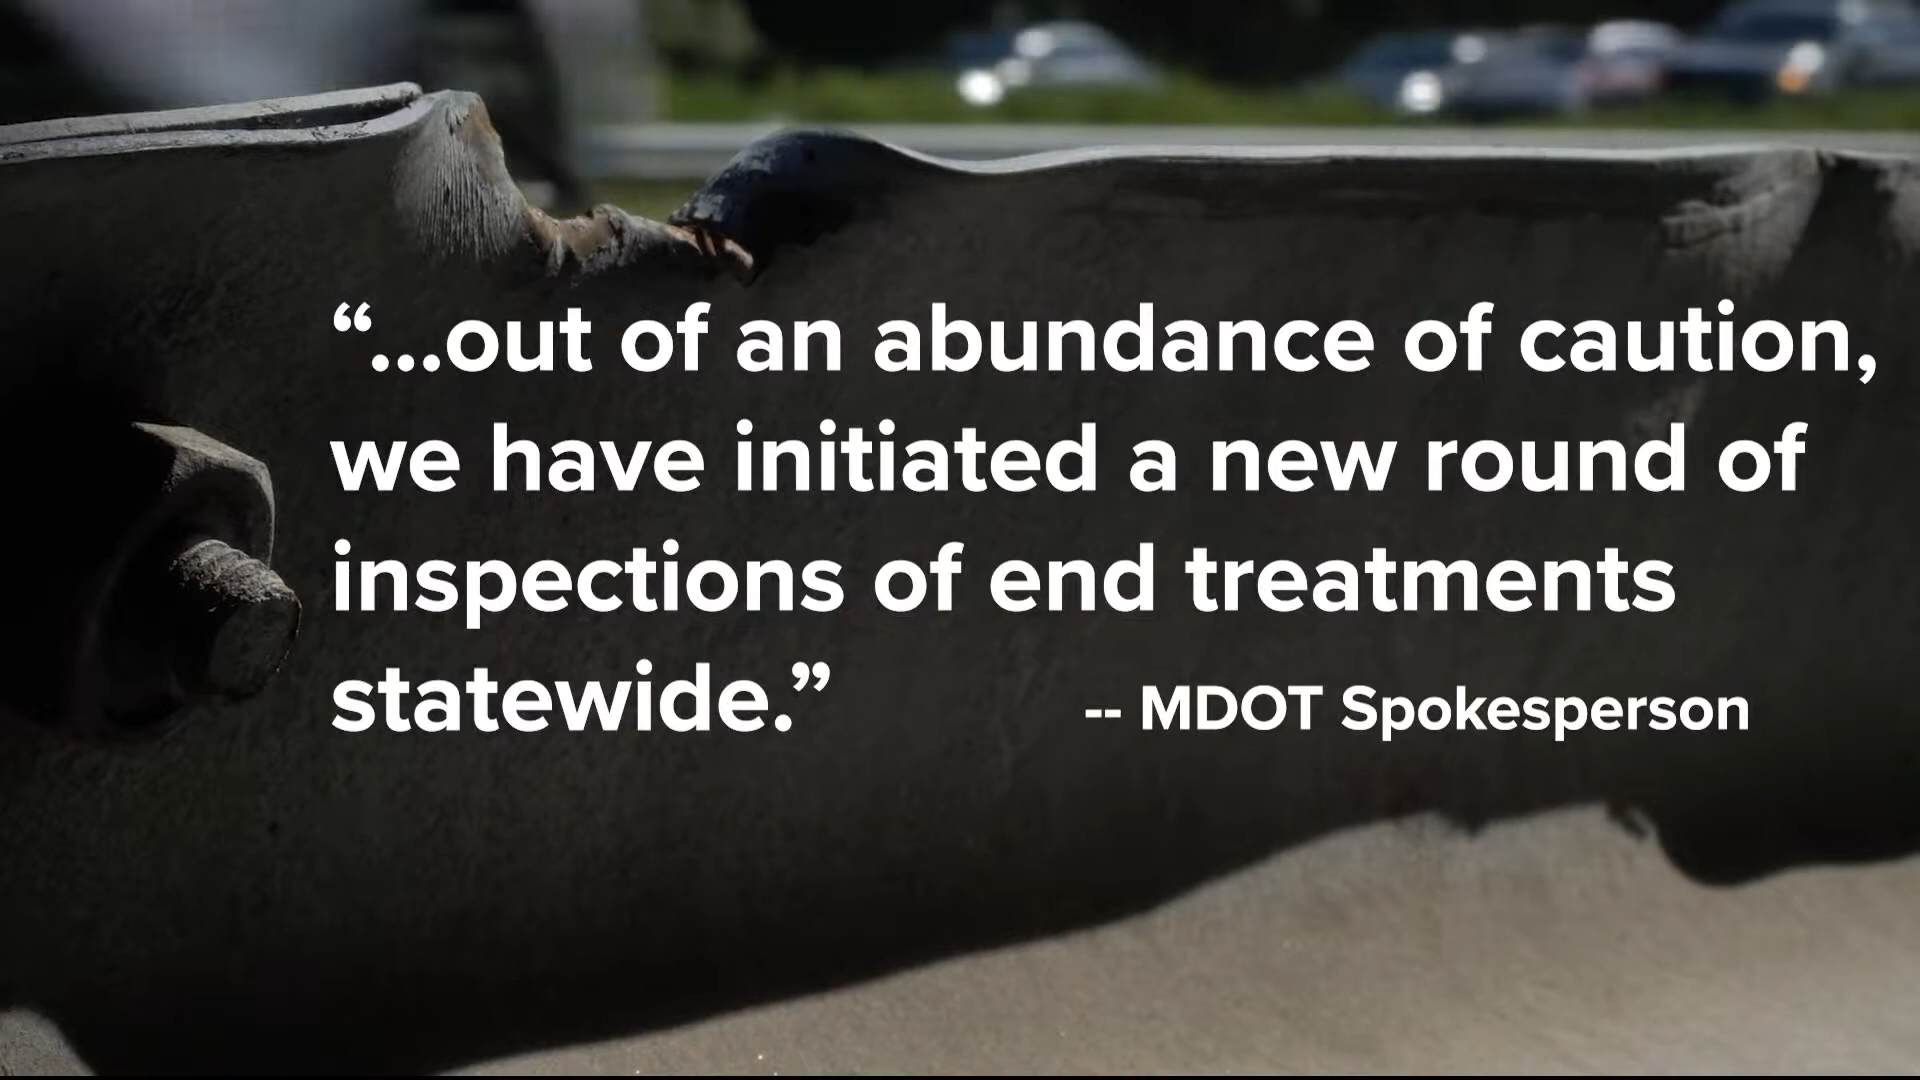 “...out of an abundance of caution,
we have initiated a new round of
inspections of end treatments
statewide.”
-- MDOT Spokesperson